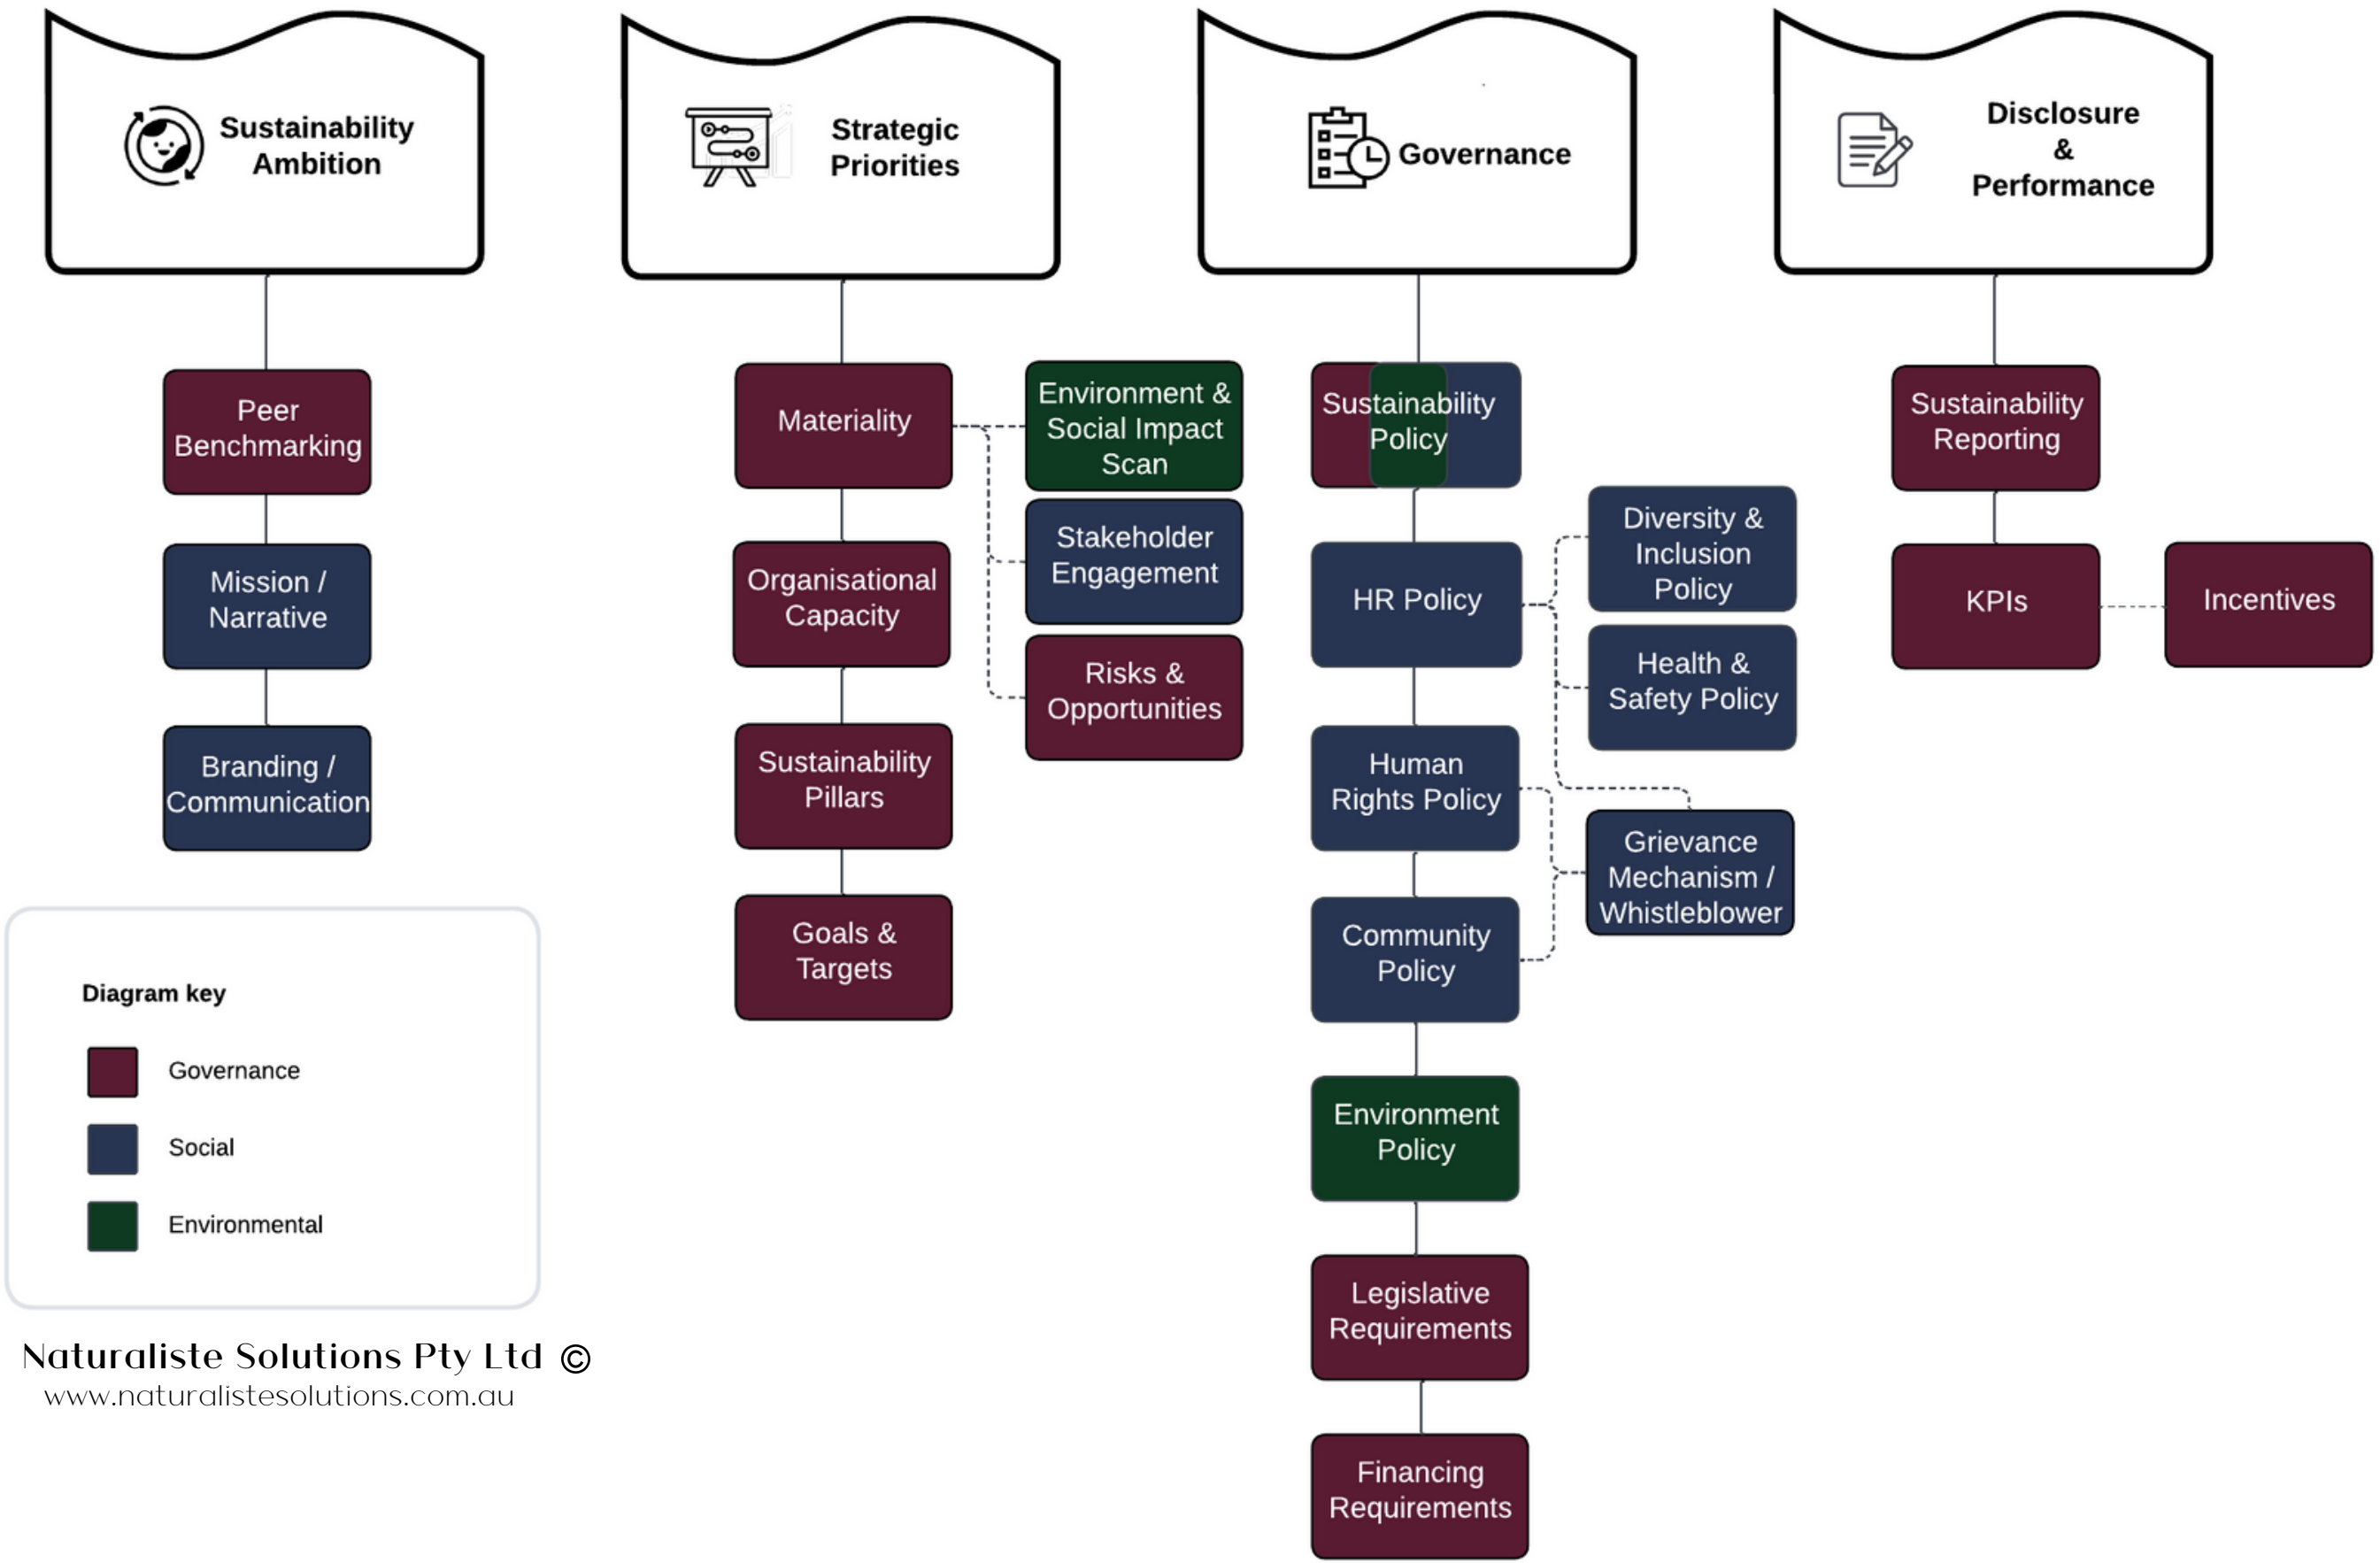 Sustainability
Ambition
Strategic
Priorities
Governance
Disclosure
&
Performance
Peer
Benchmarking
Mission /
Narrative
Branding /
Communication
Materiality
Organisational
Capacity
Sustainability
Pillars
Goals &
Targets
Environment &
Social Impact
Scan
Stakeholder
Engagement
Risks &
Opportunities
Sustainability
Policy
HR Policy
Human
Rights Policy
Community
Policy
Environment
Policy
Legislative
Requirements
Financing
Requirements
Diversity &
Inclusion
Policy
Health &
Safety Policy
Grievance
Mechanism /
Whistleblower
Sustainability
Reporting
KPIs
Incentives
Diagram key
Governance
Social
Environmental
Naturaliste Solutions Pty Ltd ©
www.naturalistesolutions.com.au